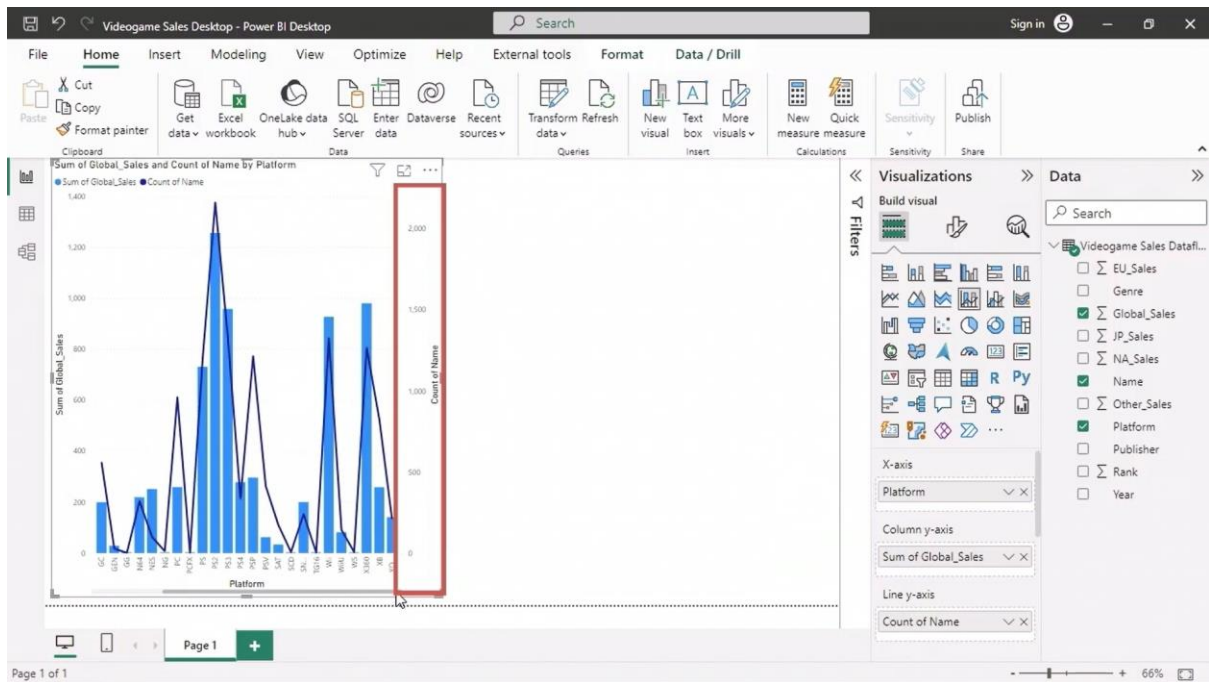 Videogame Sales Desktop - Power BI Desktop
Search
Sign in
File Home Insert Modeling View Optimize Help External tools Format Data / Drill
Paste
Cut
Copy
Format painter
Clipboard
Get data
Excel workbook
OneLake data hub
SQL Server
Enter data
Dataverse
Recent sources
Data
Transform data
Refresh
Queries
New visual
Text box
More visuals
Insert
New measure
Quick measure
Calculations
Sensitivity
Sensitivity
Publish
Share
Sum of Global_Sales and Count of Name by Platform
Sum of Global_Sales Count of Name
1,400
1,200
1,000
800
600
400
200
0
Sum of Global_Sales
2,000
1,500
1,000
500
0
Count of Name
GC GEN GG N64 NES NG PC PCFX PS PS2 PS3 PS4 PSP PSV SAT SCD SN... TG16 Wii WiiU WS X360 XB
Platform
Filters
Visualizations
Build visual
123
R Py
X-axis
Platform
Column y-axis
Sum of Global_Sales
Line y-axis
Count of Name
Data
Search
Videogame Sales Datafl...
EU_Sales
Genre
Global_Sales
JP_Sales
NA_Sales
Name
Other_Sales
Platform
Publisher
Rank
Year
Page 1
Page 1 of 1
66%